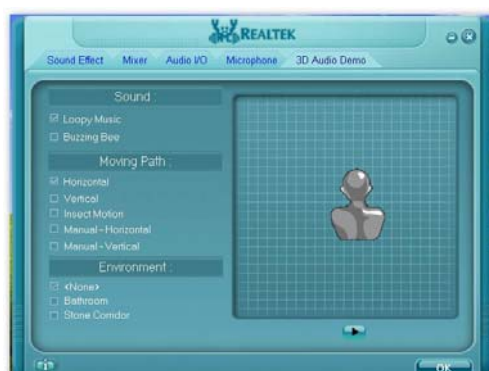 REALTEK
Sound Effect Mixer Audio I/O Microphone 3D Audio Demo
Sound :
Loopy Music
Buzzing Bee
Moving Path :
Horizontal
Vertical
Insect Motion
Manual-Horizontal
Manual-Vertical
Environment :
<None>
Bathroom
Stone Corridor
OK